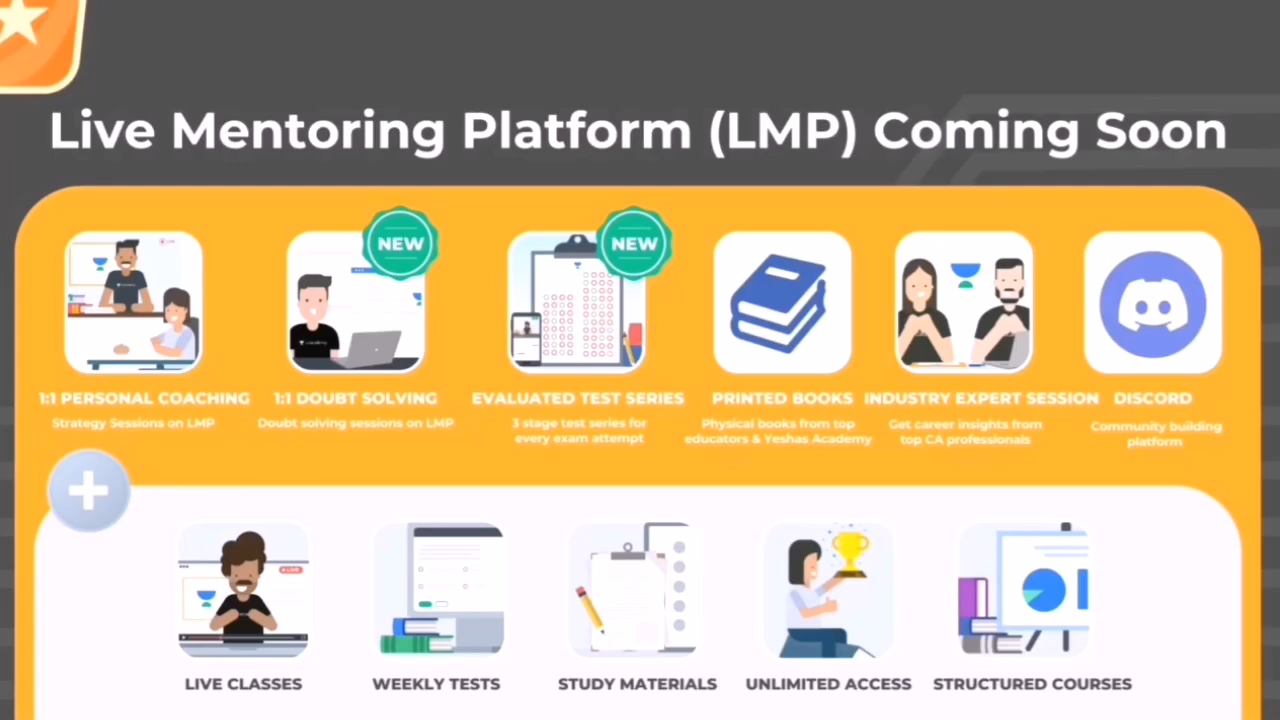 Live Mentoring Platform (LMP) Coming Soon
NEW
NEW
1:1 PERSONAL COACHING
Strategy Sessions on LMP
1:1 DOUBT SOLVING
Doubt solving sessions on LMP
EVALUATED TEST SERIES
3 stage test series for
every exam attempt
PRINTED BOOKS
Physical books from top
educators & Yeshas Academy
INDUSTRY EXPERT SESSION
Get career insights from
top CA professionals
DISCORD
Community building
platform
LIVE
LIVE CLASSES
WEEKLY TESTS
STUDY MATERIALS
UNLIMITED ACCESS
STRUCTURED COURSES